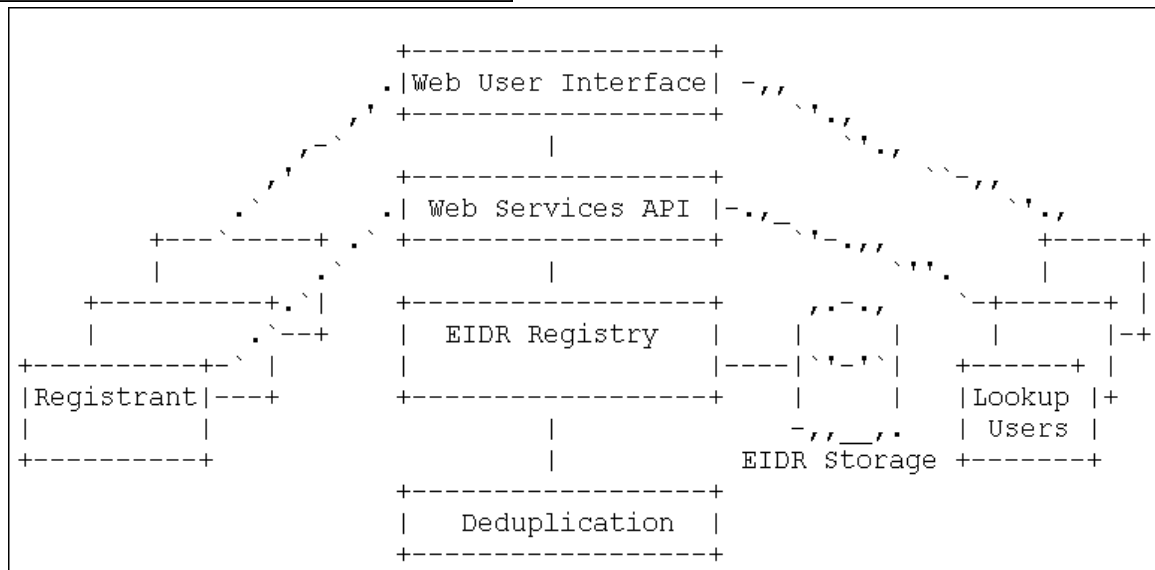 Web User Interface
Web Services API
EIDR Registry
Registrant
Lookup
Users
EIDR Storage
Deduplication